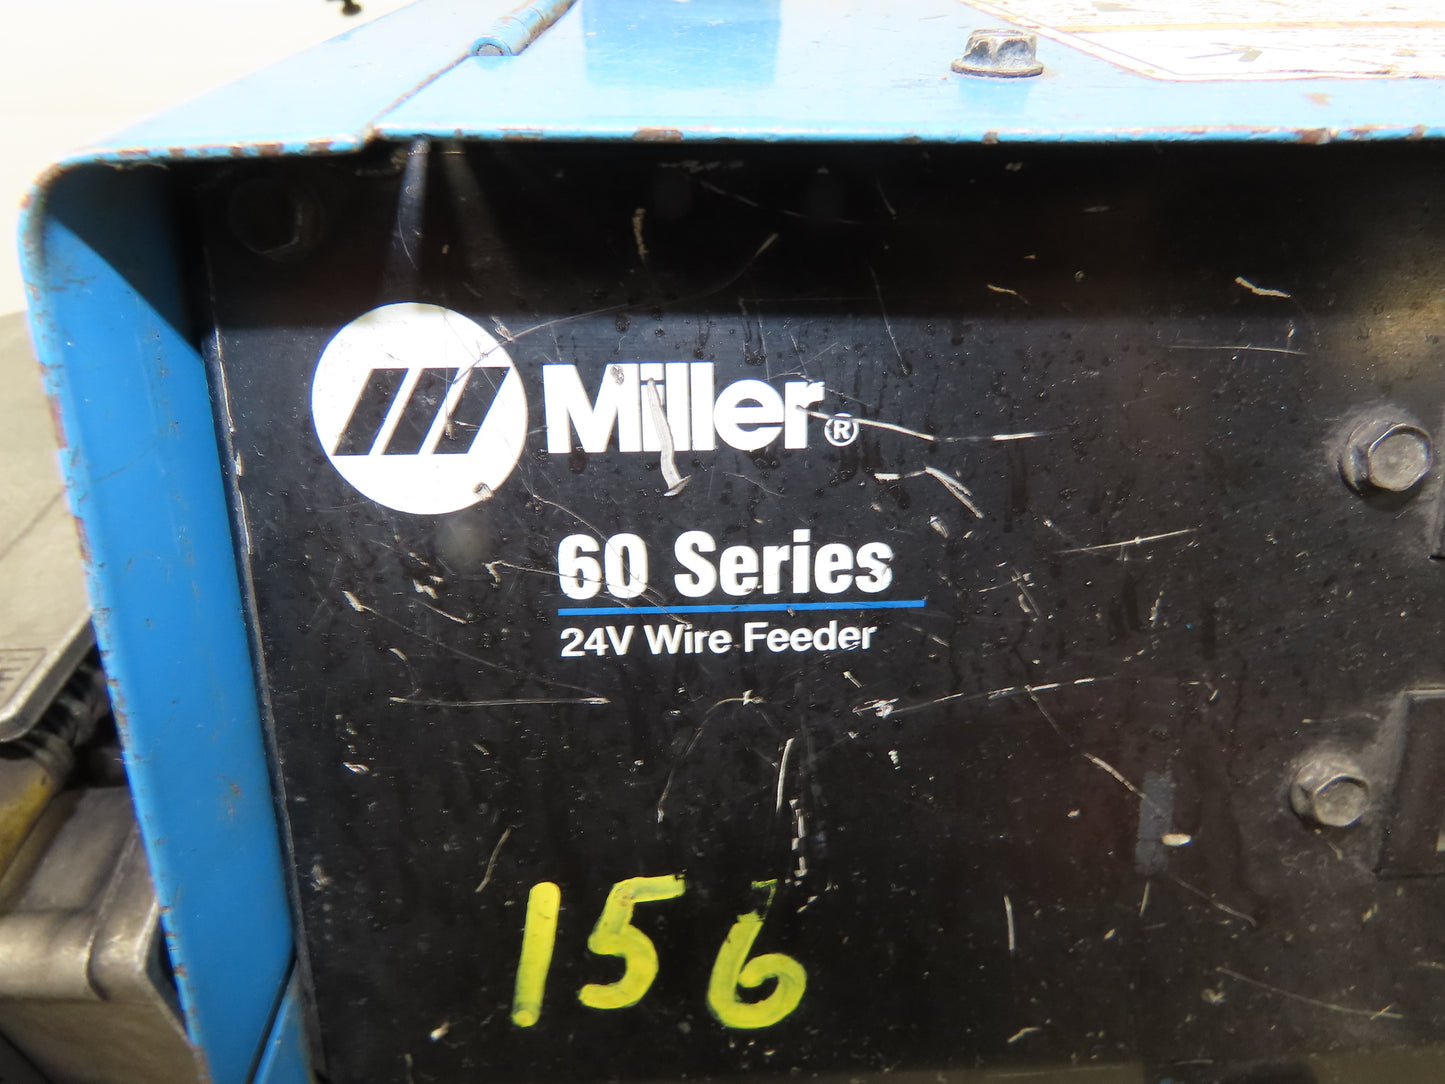 Miller®
60 Series
24V Wire Feeder
156